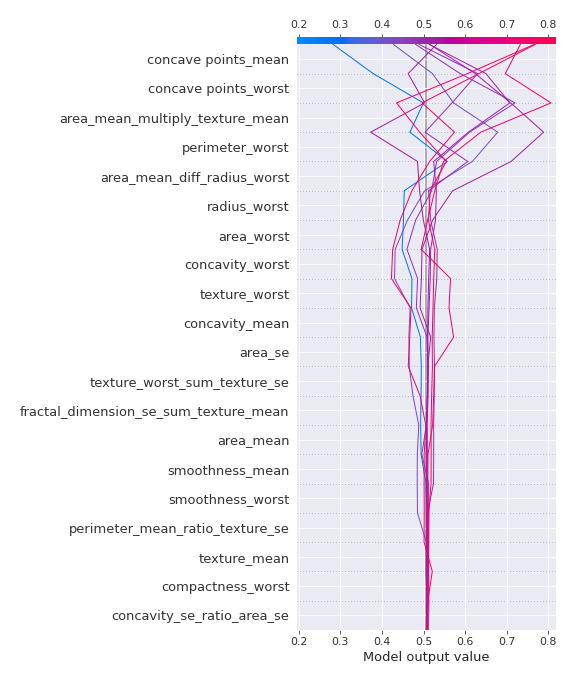 0.2 0.3 0.4 0.5 0.6 0.7 0.8
concave points_mean
concave points_worst
area_mean_multiply_texture_mean
perimeter_worst
area_mean_diff_radius_worst
radius_worst
area_worst
concavity_worst
texture_worst
concavity_mean
area_se
texture_worst_sum_texture_se
fractal_dimension_se_sum_texture_mean
area_mean
smoothness_mean
smoothness_worst
perimeter_mean_ratio_texture_se
texture_mean
compactness_worst
concavity_se_ratio_area_se
0.2 0.3 0.4 0.5 0.6 0.7 0.8
Model output value